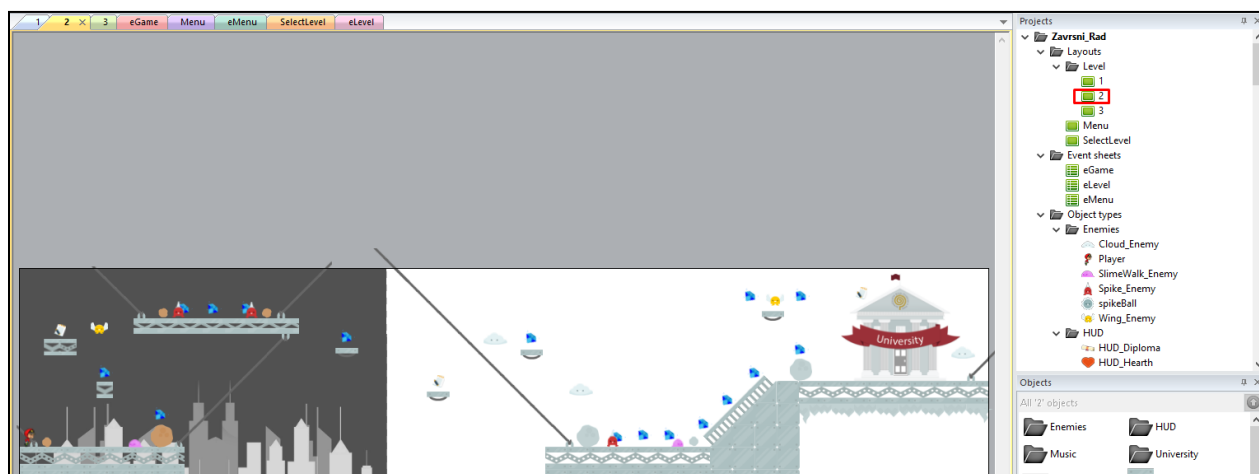 1 2 × 3 eGame Menu eMenu SelectLevel eLevel
University
Projects
Zavrsni_Rad
Layouts
Level
1
2
3
Menu
SelectLevel
Event sheets
eGame
eLevel
eMenu
Object types
Enemies
Cloud_Enemy
Player
SlimeWalk_Enemy
Spike_Enemy
spikeBall
Wing_Enemy
HUD
HUD_Diploma
HUD_Hearth
Objects
All '2' objects
Enemies HUD
Music University